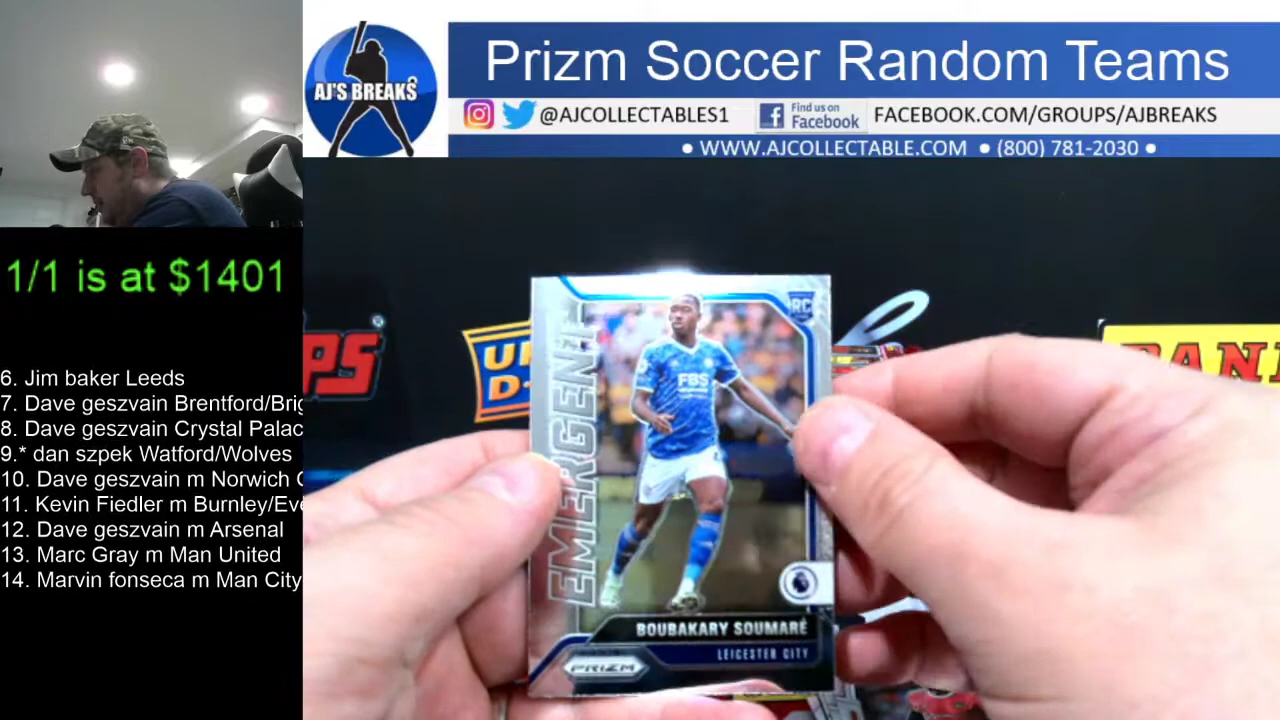 Prizm Soccer Random Teams
AJ'S BREAKS
@AJCOLLECTABLES1
Find us on
Facebook
FACEBOOK.COM/GROUPS/AJBREAKS
• WWW.AJCOLLECTABLE.COM • (800) 781-2030 •
1/1 is at $1401
6. Jim baker Leeds
7. Dave geszvain Brentford/Brig
8. Dave geszvain Crystal Palac
9.* dan szpek Watford/Wolves
10. Dave geszvain m Norwich C
11. Kevin Fiedler m Burnley/Eve
12. Dave geszvain m Arsenal
13. Marc Gray m Man United
14. Marvin fonseca m Man City
RC
EMERGENT
FBS
BOUBAKARY SOUMARÉ
LEICESTER CITY
PRIZM